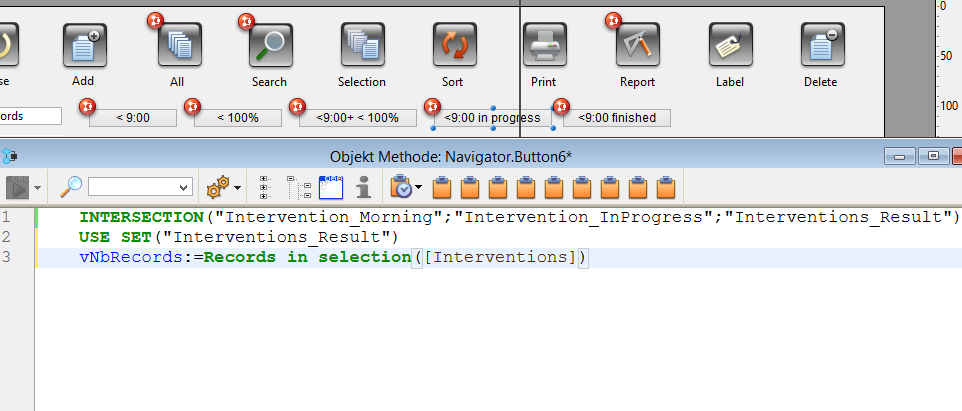 0
se Add All Search Selection Sort Print Report Label Delete
50
100
ords < 9:00 < 100% <9:00+ < 100% <9:00 in progress <9:00 finished
Objekt Methode: Navigator.Button6*
1 INTERSECTION("Intervention_Morning";"Intervention_InProgress";"Interventions_Result")
2 USE SET("Interventions_Result")
3 vNbRecords:=Records in selection([Interventions])